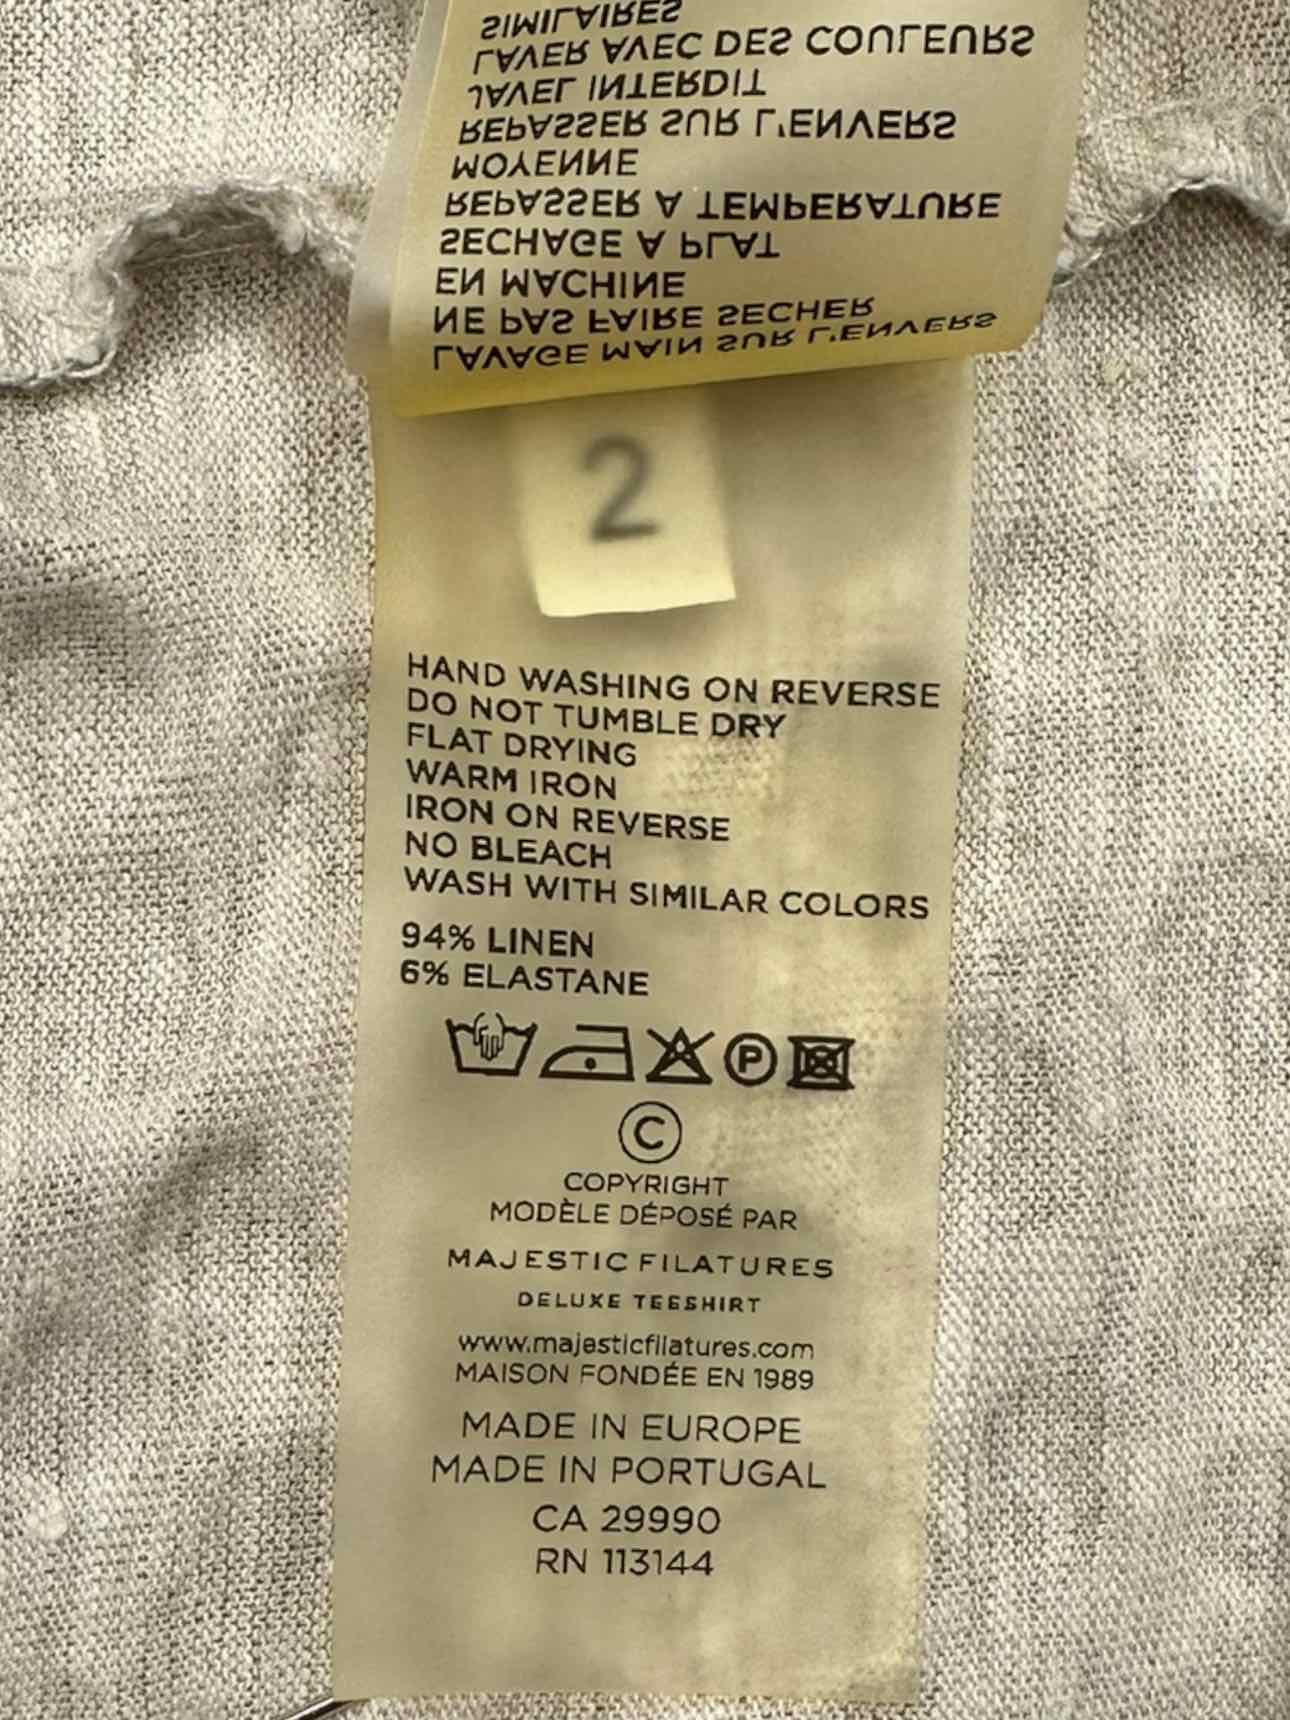 SIMILAIRES
LAVER AVEC DES COULEURS
JAVEL INTERDIT
REPASSER SUR L'ENVERS
MOYENNE
REPASSER A TEMPERATURE
SECHAGE A PLAT
EN MACHINE
NE PAS FAIRE SECHER
LAVAGE MAIN SUR L'ENVERS
2
HAND WASHING ON REVERSE
DO NOT TUMBLE DRY
FLAT DRYING
WARM IRON
IRON ON REVERSE
NO BLEACH
WASH WITH SIMILAR COLORS
94% LINEN
6% ELASTANE
P
©
COPYRIGHT
MODÈLE DÉPOSÉ PAR
MAJESTIC FILATURES
DELUXE TEESHIRT
www.majesticfilatures.com
MAISON FONDÉE EN 1989
MADE IN EUROPE
MADE IN PORTUGAL
CA 29990
RN 113144